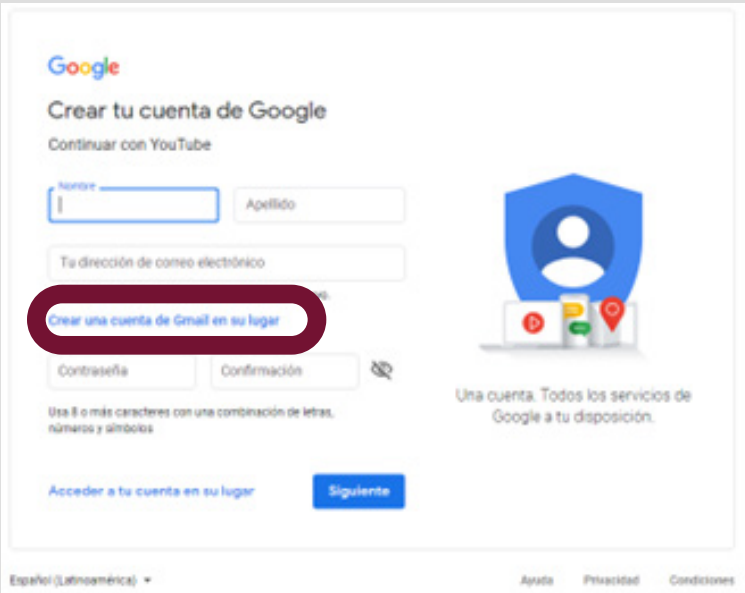 Google
Crear tu cuenta de Google
Continuar con YouTube
Nombre
Apellido
Tu dirección de correo electrónico
Crear una cuenta de Gmail en su lugar
Contraseña
Confirmación
Usa 8 o más caracteres con una combinación de letras,
números y símbolos
Una cuenta. Todos los servicios de
Google a tu disposición.
Acceder a tu cuenta en su lugar
Siguiente
Español (Latinoamérica)
Ayuda
Privacidad
Condiciones